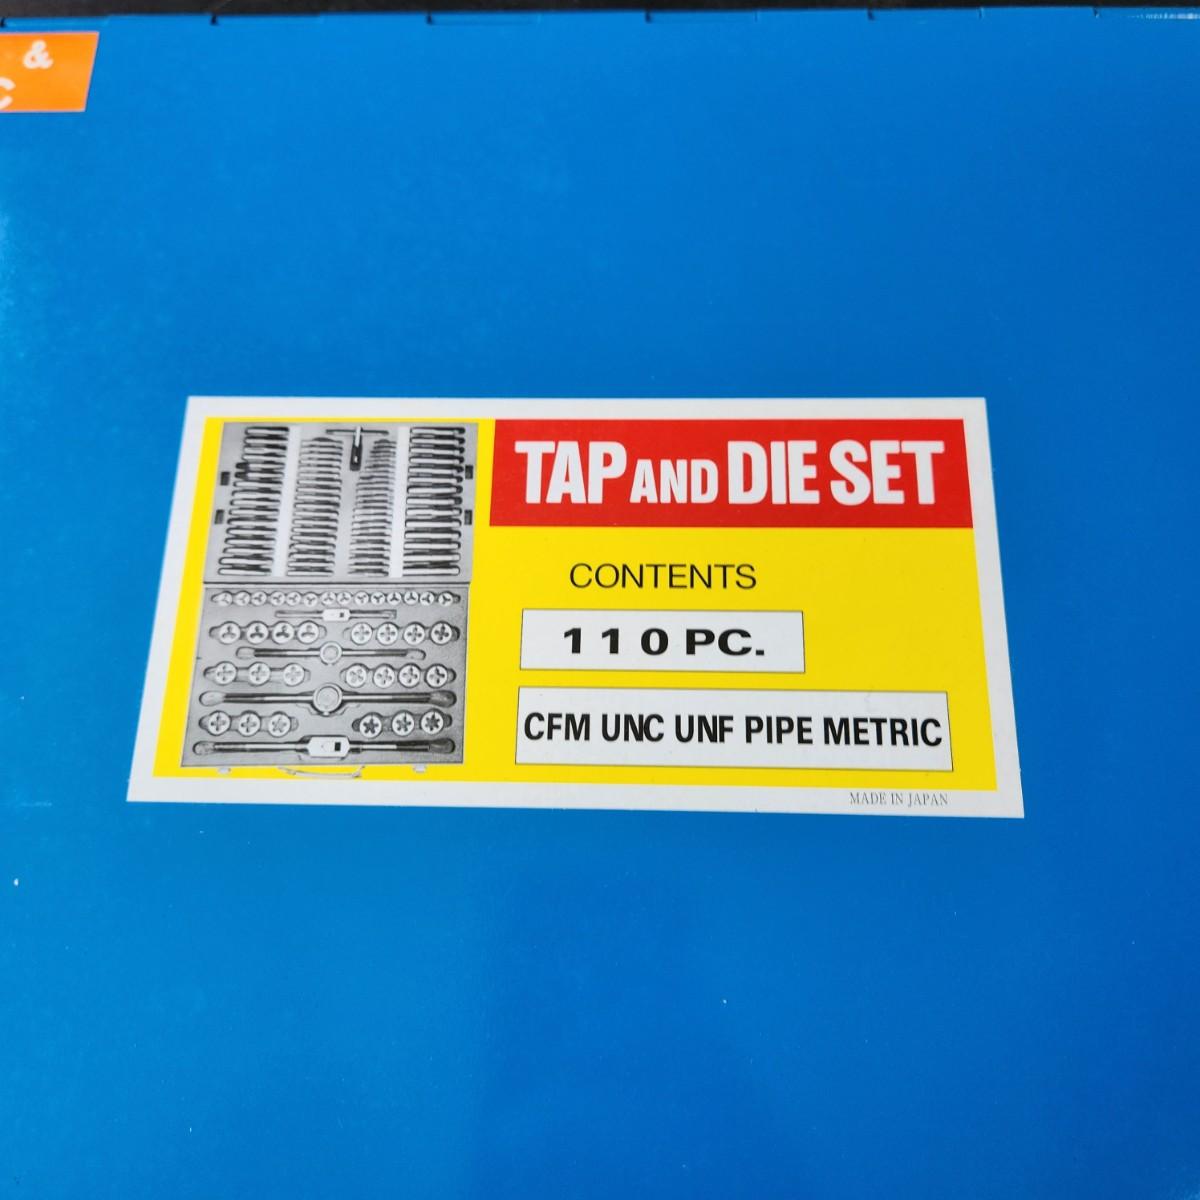 &
C
TAP AND DIE SET
CONTENTS
110 PC.
CFM UNC UNF PIPE METRIC
MADE IN JAPAN